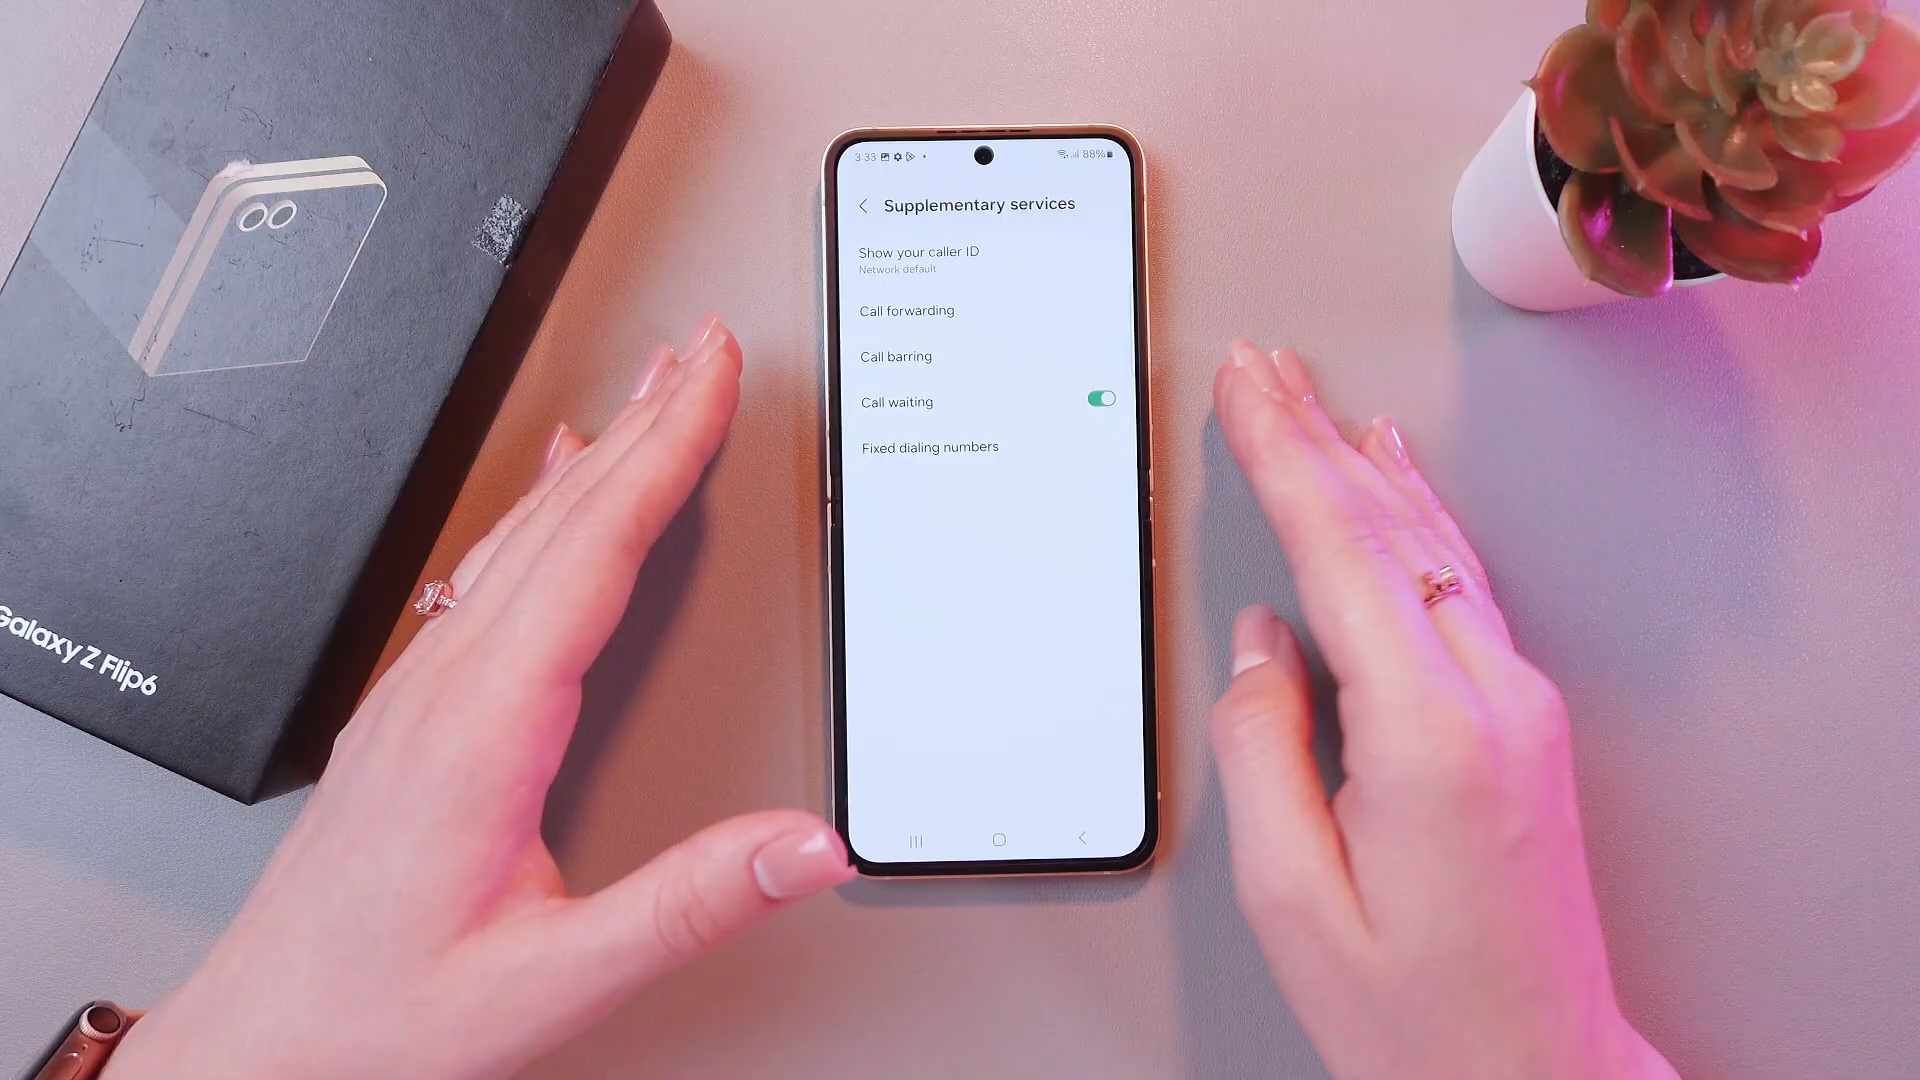 3:33
88%
Supplementary services
Show your caller ID
Network default
Call forwarding
Call barring
Call waiting
Fixed dialing numbers
Galaxy Z Flip6